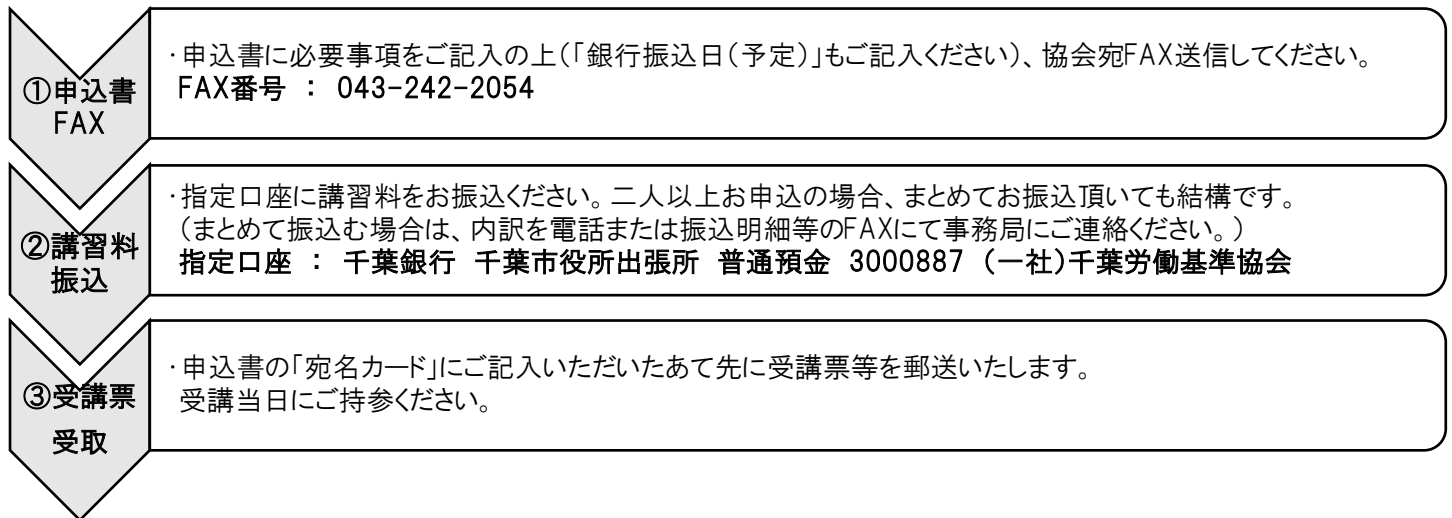 ①申込書
FAX
・申込書に必要事項をご記入の上(「銀行振込日(予定)」もご記入ください)、協会宛FAX送信してください。
FAX番号 : 043-242-2054
②講習料
振込
・指定口座に講習料をお振込ください。二人以上お申込の場合、まとめてお振込頂いても結構です。
(まとめて振込む場合は、内訳を電話または振込明細等のFAXにて事務局にご連絡ください。)
指定口座 : 千葉銀行 千葉市役所出張所 普通預金 3000887 (一社)千葉労働基準協会
③受講票
受取
・申込書の「宛名カード」にご記入いただいたあて先に受講票等を郵送いたします。
受講当日にご持参ください。